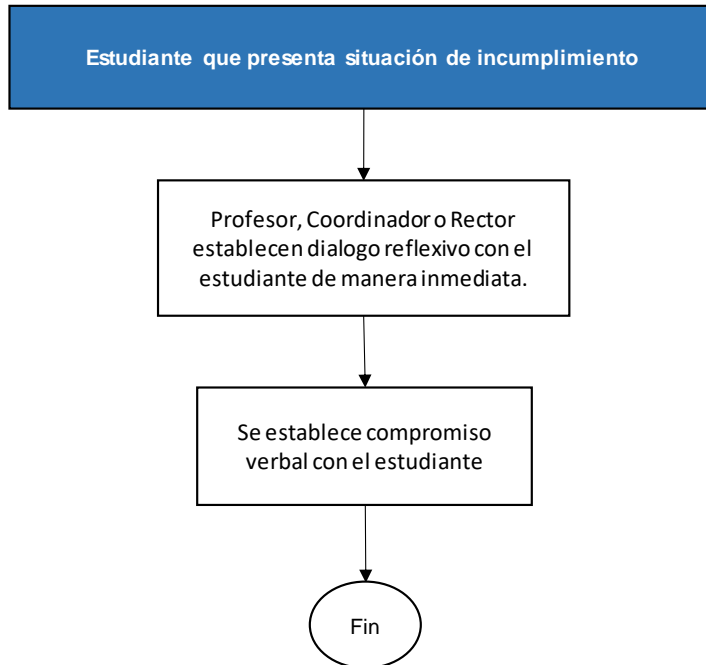 Estudiante que presenta situación de incumplimiento
Profesor, Coordinador o Rector
establecen dialogo reflexivo con el
estudiante de manera inmediata.
Se establece compromiso
verbal con el estudiante
Fin